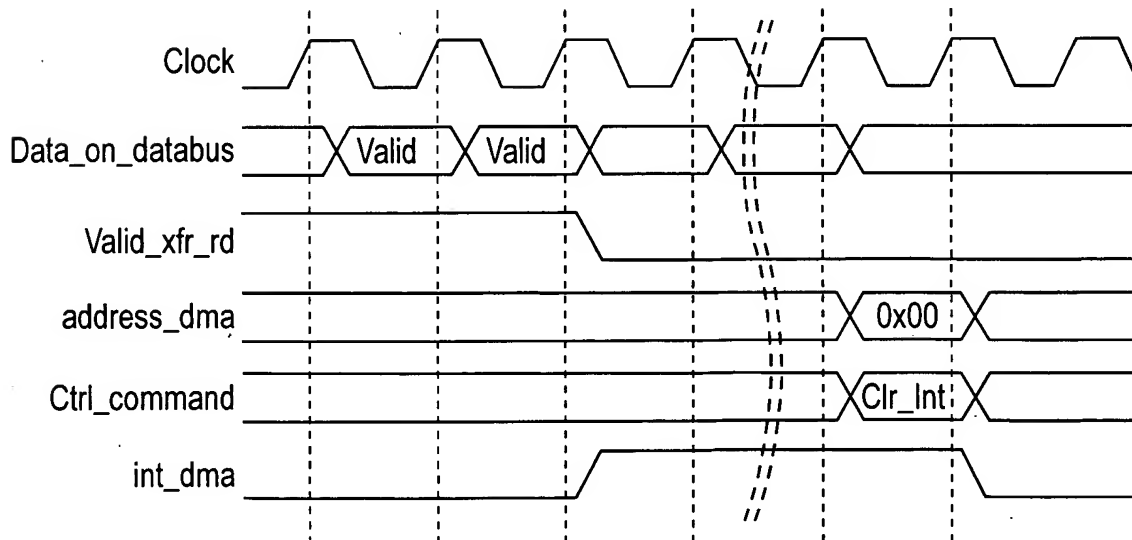 Clock
Data_on_databus
Valid
Valid
Valid_xfr_rd
address_dma
0x00
Ctrl_command
Clr_Int
int_dma